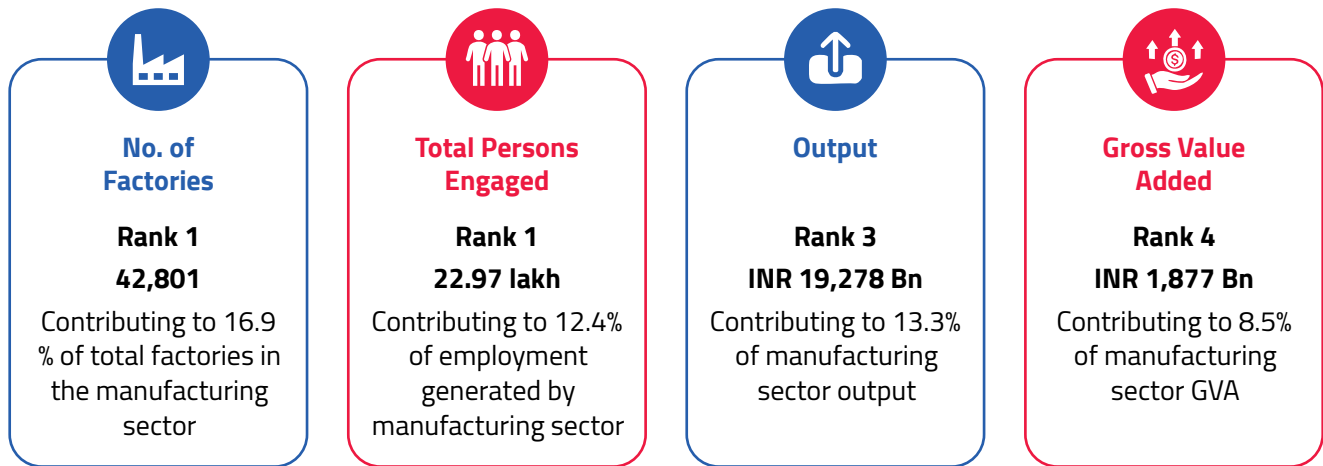 No. of
Factories
Rank 1
42,801
Contributing to 16.9
% of total factories in
the manufacturing
sector
Total Persons
Engaged
Rank 1
22.97 lakh
Contributing to 12.4%
of employment
generated by
manufacturing sector
Output
Rank 3
INR 19,278 Bn
Contributing to 13.3%
of manufacturing
sector output
$
Gross Value
Added
Rank 4
INR 1,877 Bn
Contributing to 8.5%
of manufacturing
sector GVA